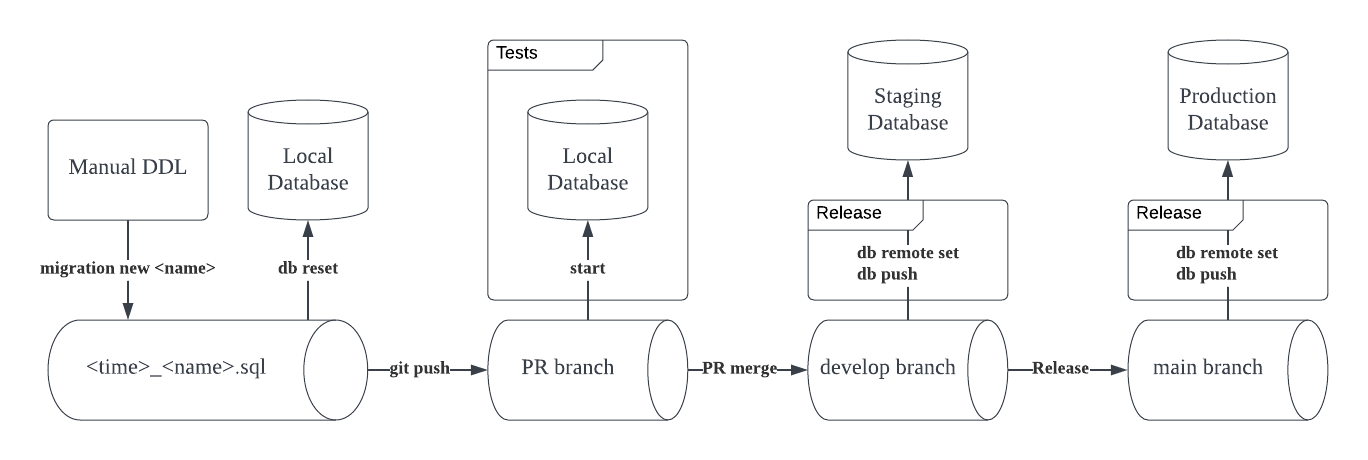 Manual DDL
migration new <name>
<time>_<name>.sql
Local
Database
db reset
git push
Tests
Local
Database
start
PR branch
PR merge
Staging
Database
Release
db remote set
db push
develop branch
Release
Production
Database
Release
db remote set
db push
main branch